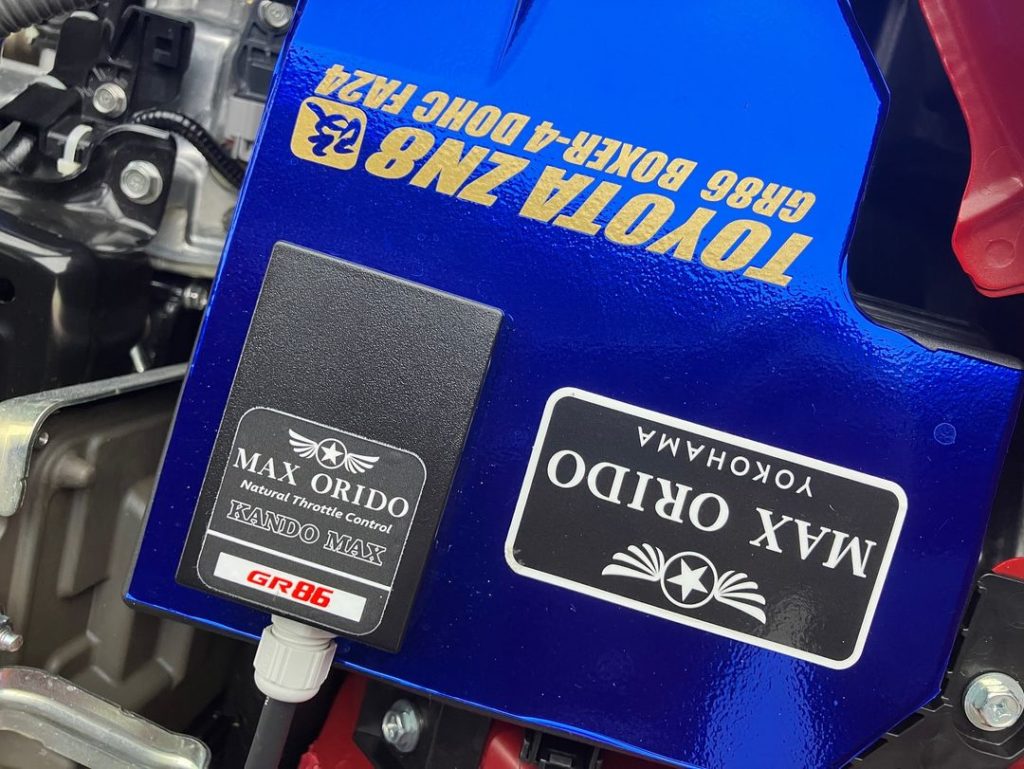 TOYOTA ZN8
GR86 BOXER-4 DOHC FA24
MAX ORIDO
Natural Throttle Control
KANDO MAX
GR86
MAX ORIDO
YOKOHAMA